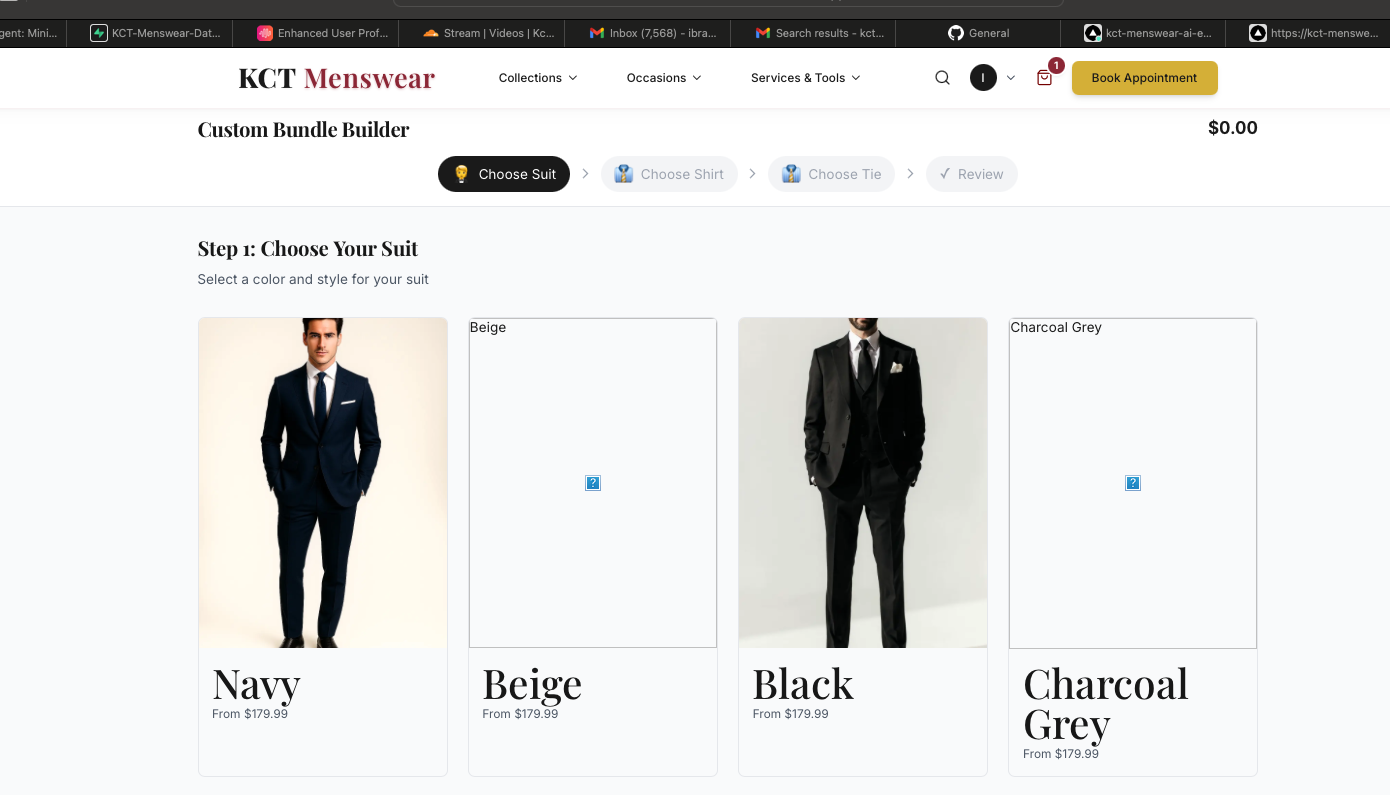 gent: Mini...
KCT-Menswear-Dat...
Enhanced User Prof...
Stream | Videos | Kc...
Inbox (7,568) - ibra...
Search results - kct...
General
kct-menswear-ai-e...
https://kct-menswe...
KCT Menswear
Collections
Occasions
Services & Tools
I
1
Book Appointment
Custom Bundle Builder
$0.00
Choose Suit
Choose Shirt
Choose Tie
✓ Review
Step 1: Choose Your Suit
Select a color and style for your suit
Beige
Charcoal Grey
?
?
Navy
From $179.99
Beige
From $179.99
Black
From $179.99
Charcoal
Grey
From $179.99